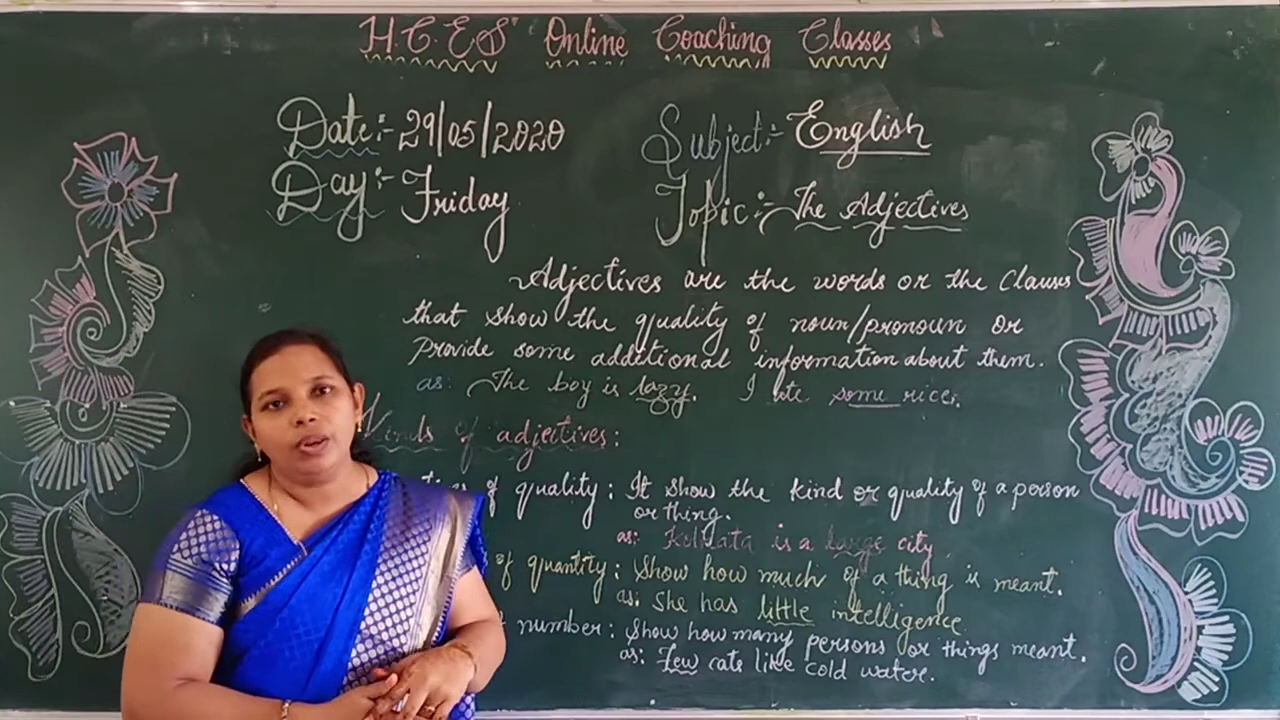 H.C.E.S Online Coaching Classes
Date:- 29/05/2020
Day:- Friday
Subject:- English
Topic:- The Adjectives
Adjectives are the words or the Clauses
that show the quality of noun/pronoun or
Provide some additional information about them.
as: The boy is lazy. I ate some rice.
Kinds of adjectives:
of quality: It show the kind or quality of a person
or thing.
as: Kolkata is a large city
of quantity: Show how much of a thing is meant.
as: She has little intelligence
number: Show how many persons or things meant.
as: Few cats like cold water.